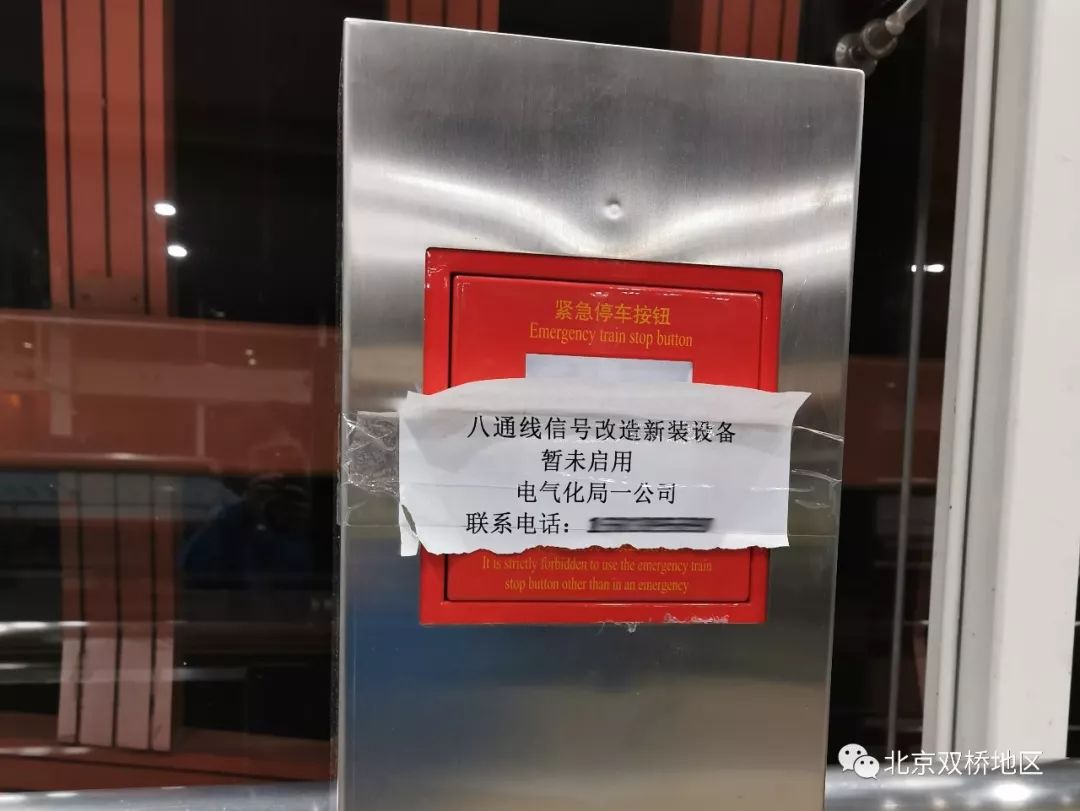 紧急停车按钮
Emergency train stop button
八通线信号改造新装设备
暂未启用
电气化局一公司
联系电话：
It is strictly forbidden to use the emergency train
stop button other than in an emergency
北京双桥地区